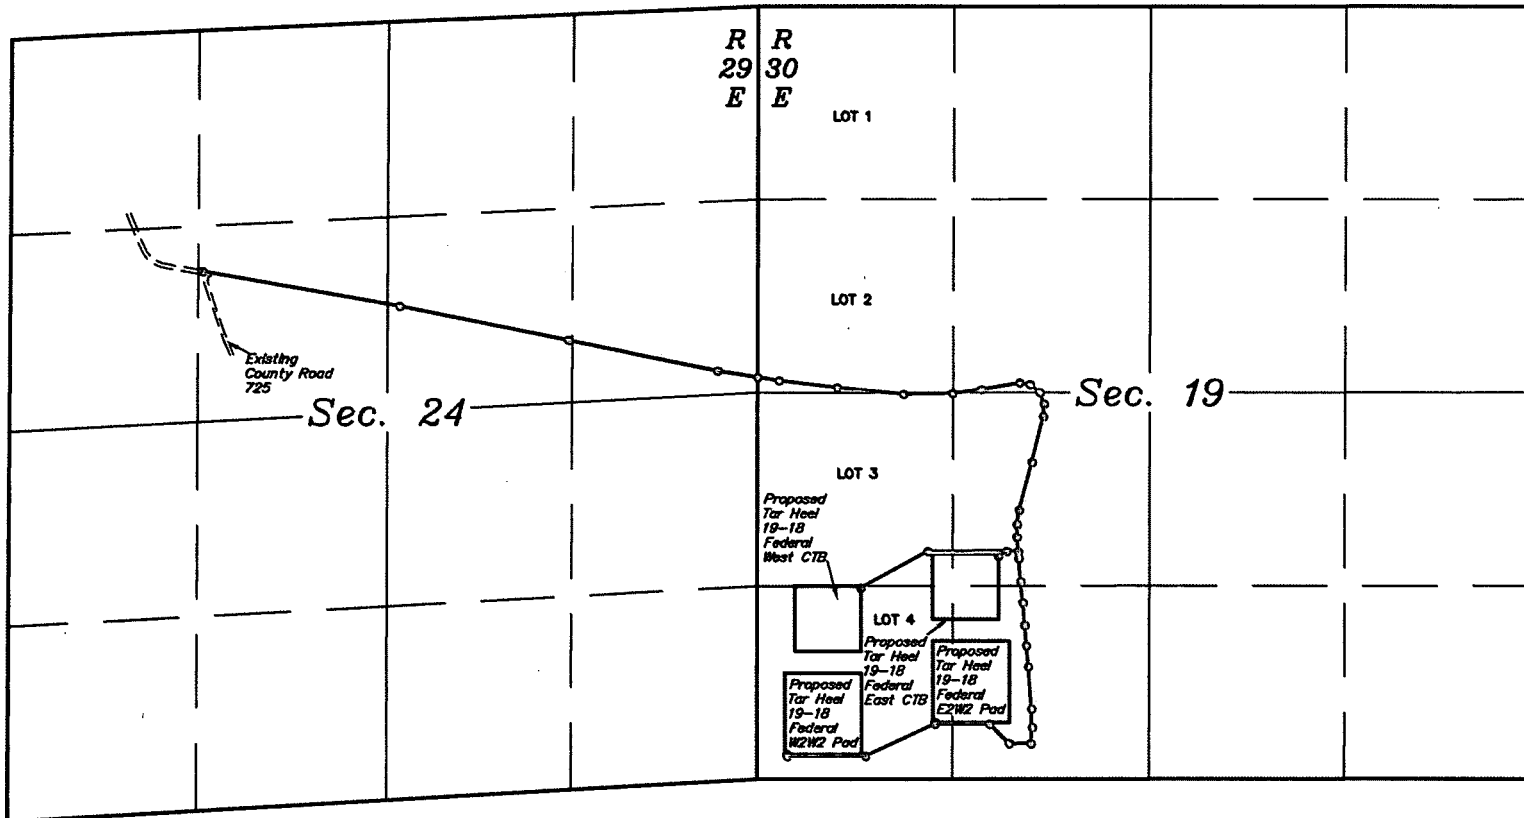 R R
29 30
E E
LOT 1
LOT 2
Existing
County Road
725
Sec. 24
Sec. 19
LOT 3
Proposed
Tar Heel
19-18
Federal
West CTB
LOT 4
Proposed
Tar Heel
19-18
Federal
East CTB
Proposed
Tar Heel
19-18
Federal
E2W2 Pad
Proposed
Tar Heel
19-18
Federal
W2W2 Pad